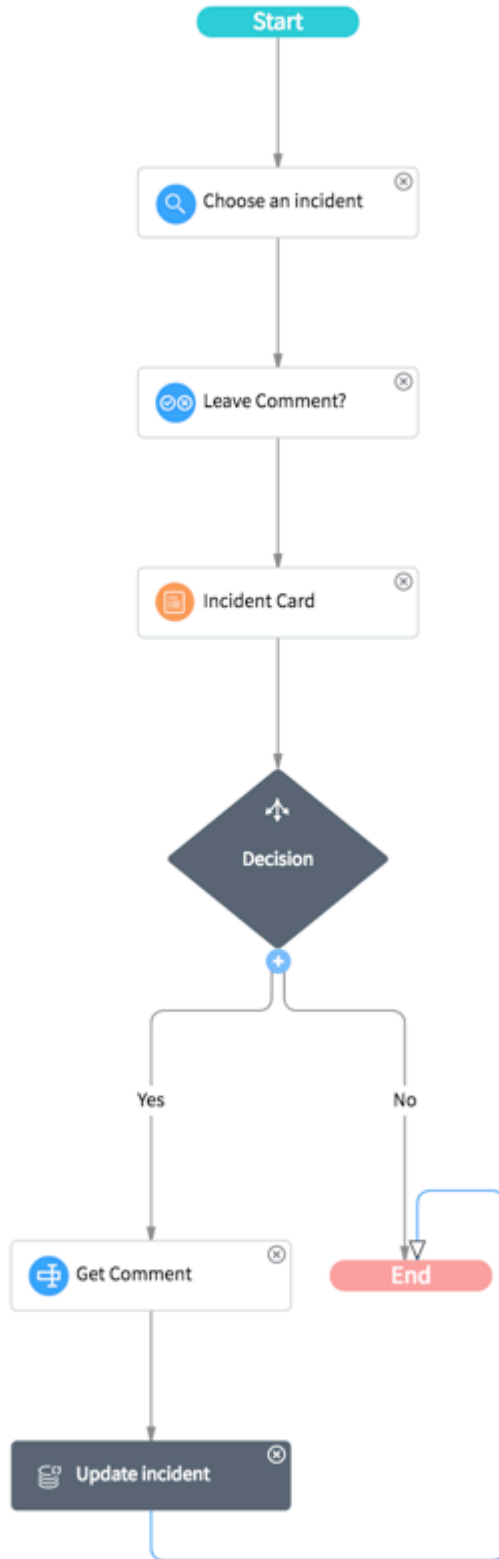 Start
Choose an incident
Leave Comment?
Incident Card
Decision
Yes
No
Get Comment
End
Update incident